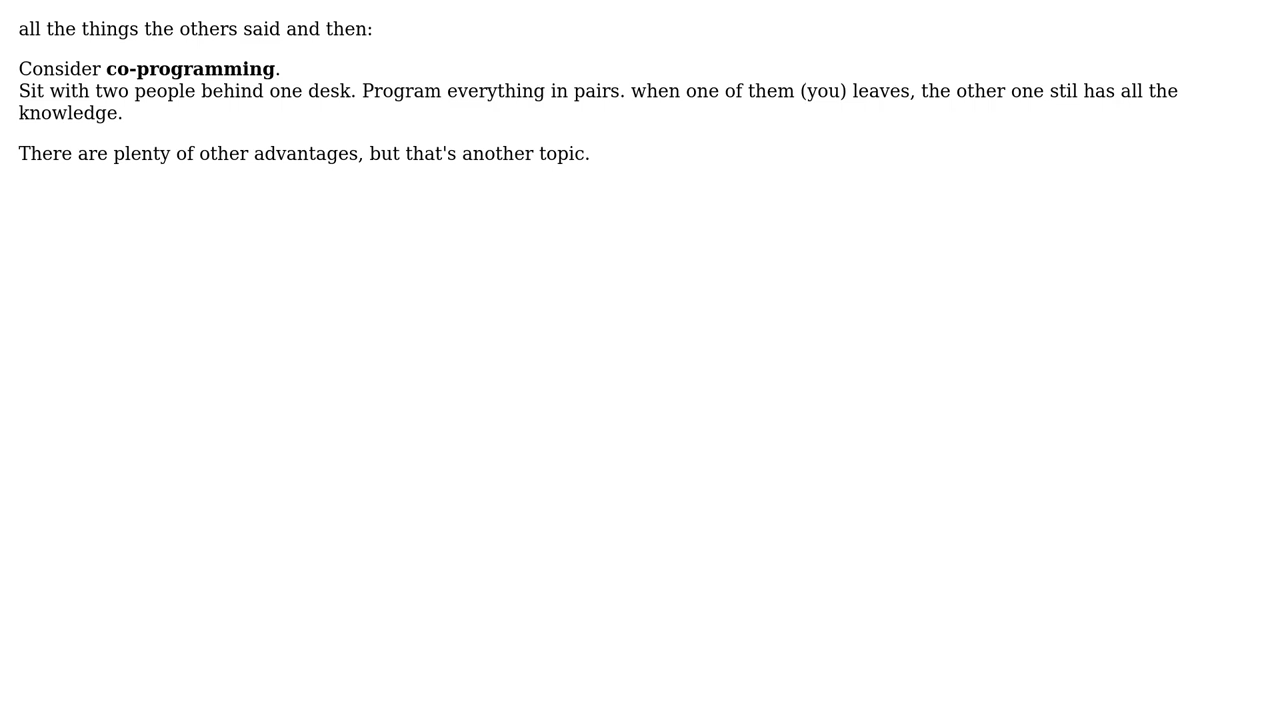 all the things the others said and then:
Consider co-programming.
Sit with two people behind one desk. Program everything in pairs. when one of them (you) leaves, the other one stil has all the
knowledge.
There are plenty of other advantages, but that's another topic.